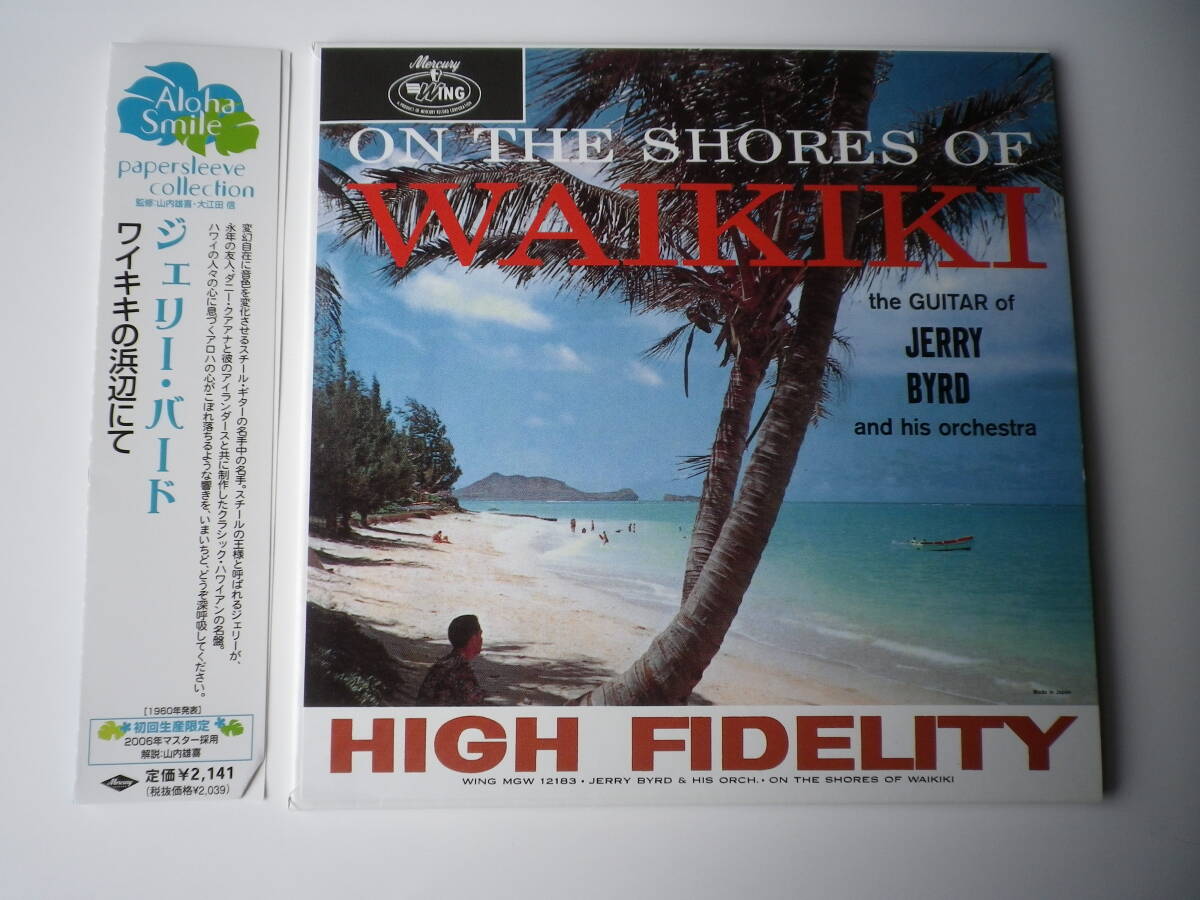 Aloha
Smile
papersleeve
collection
監修:山内雄喜・大江田 信
ジェリー・バード
ワイキキの浜辺にて
変幻自在に音色を変化させるスチール・ギターの名手中の名手。スチールの王様と呼ばれるジェリーが、
永年の友人、ダニー・クアアナと彼のアイランダースと共に制作したクラシック・ハワイアンの名盤。
ハワイの人々の心に息づくアロハの心がこぼれ落ちるような響きを、いまいちど、どうぞ深呼吸してください。
[1960年発表]
初回生産限定
2006年マスター採用
解説:山内雄喜
Mercury
定価¥2,141
(税抜価格¥2,039)
Mercury
WING
A PRODUCT OF MERCURY RECORD CORPORATION
ON THE SHORES OF
WAIKIKI
the GUITAR of
JERRY
BYRD
and his orchestra
Made in Japan
HIGH FIDELITY
WING MGW 12183 • JERRY BYRD & HIS ORCH. • ON THE SHORES OF WAIKIKI